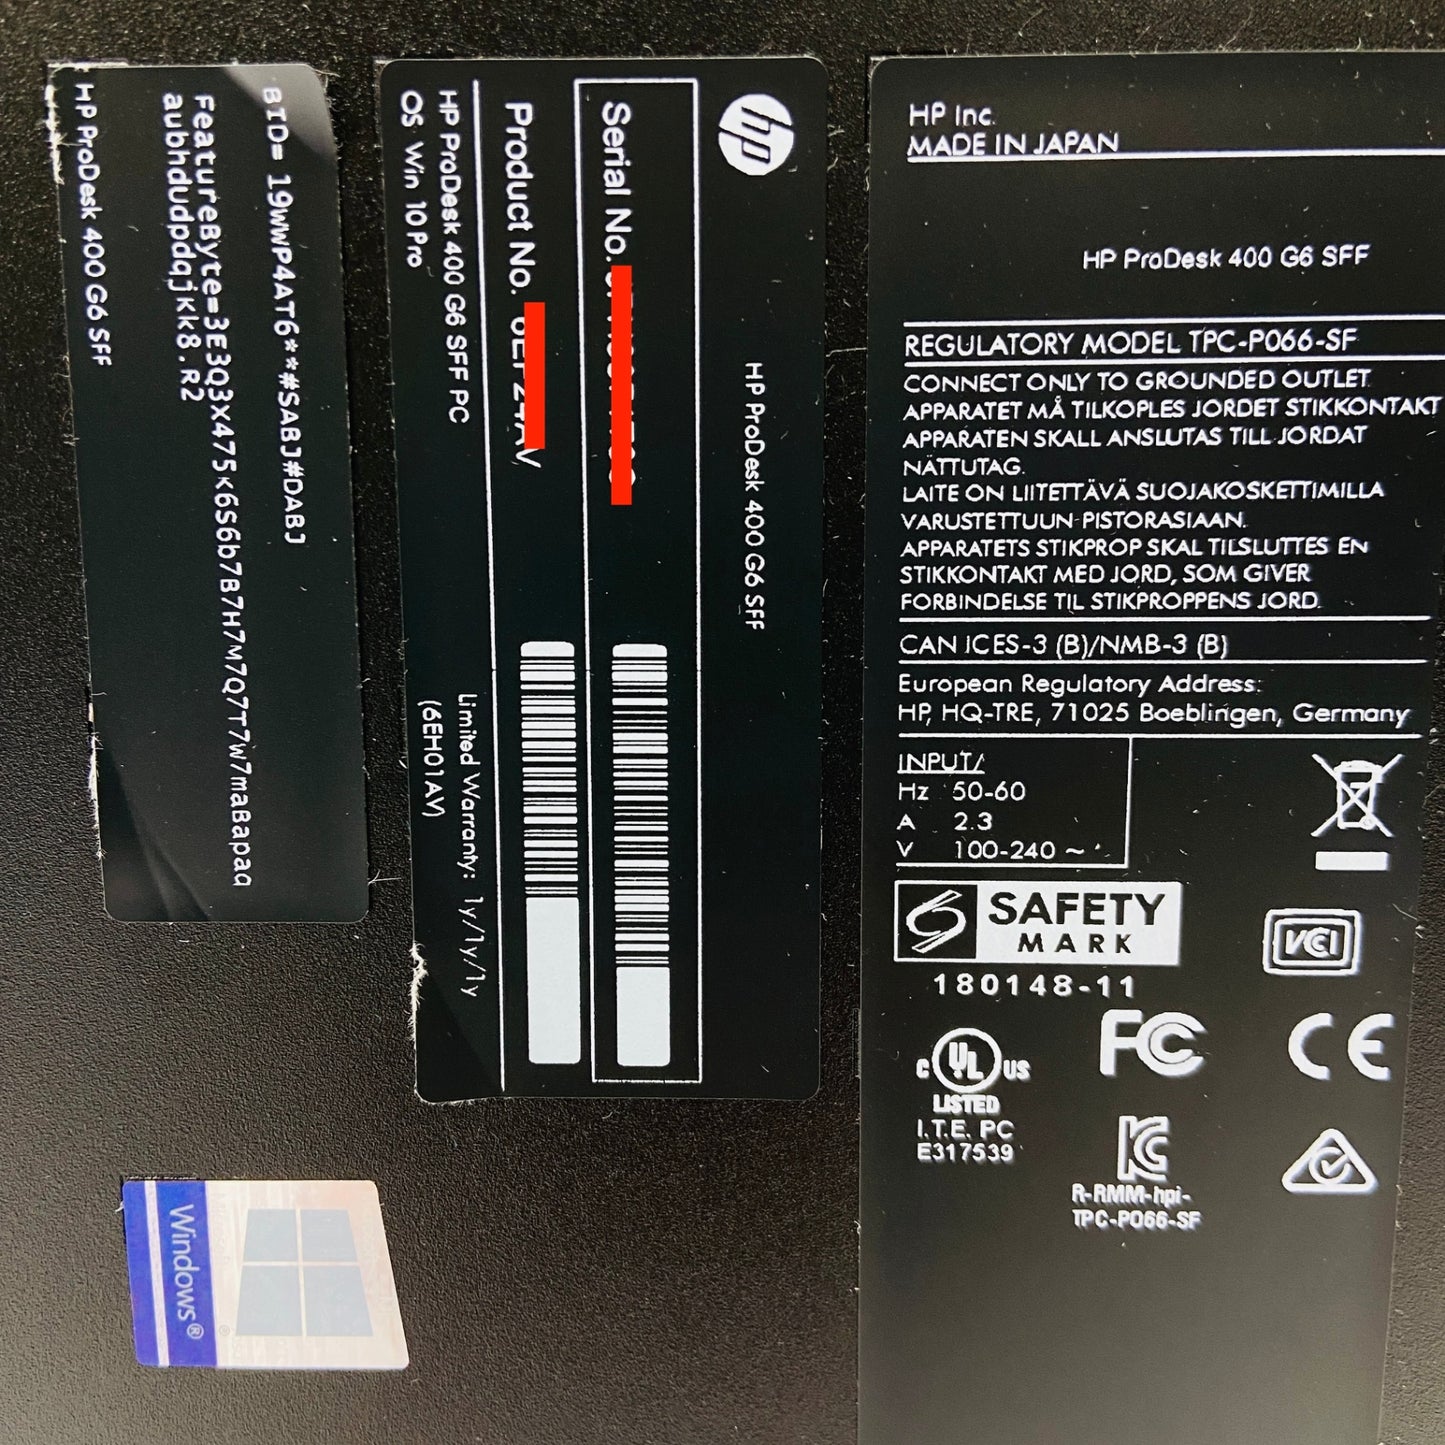 BID= 19WWP4AT6**#SABJ#DABJ
FeatureByte=3E3Q3X475K6S6b7B7H7M7Q7T7W7maBapaq
aubhdudpdqjKk8.R2
HP ProDesk 400 G6 SFF
hp
HP ProDesk 400 G6 SFF
Serial No.
Product No.
HP ProDesk 400 G6 SFF PC
OS Win 10 Pro
Limited Warranty: 1y/1y/1y
(6EH01AV)
HP Inc.
MADE IN JAPAN
HP ProDesk 400 G6 SFF
REGULATORY MODEL TPC-P066-SF
CONNECT ONLY TO GROUNDED OUTLET.
APPARATET MÅ TILKOPLES JORDET STIKKONTAKT
APPARATEN SKALL ANSLUTAS TILL JORDAT
NÄTTUTAG.
LAITE ON LIITETTÄVÄ SUOJAKOSKETTIMILLA
VARUSTETTUUN PISTORASIAAN.
APPARATETS STIKPROP SKAL TILSLUTTES EN
STIKKONTAKT MED JORD, SOM GIVER
FORBINDELSE TIL STIKPROPPENS JORD.
CAN ICES-3 (B)/NMB-3 (B)
European Regulatory Address:
HP, HQ-TRE, 71025 Boeblingen, Germany
INPUT/
Hz 50-60
A 2.3
V 100-240 ~
SAFETY
MARK
180148-11
VCCI
C UL US
LISTED
I.T.E. PC
E317539
FC
CE
KC
R-RMM-hpi-
TPC-P066-SF
Windows®